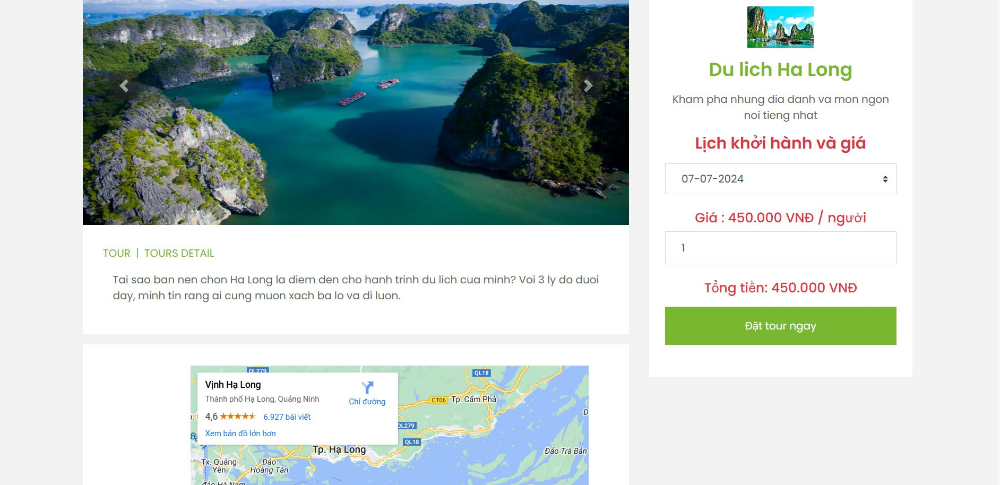 Du lich Ha Long
Kham pha nhung dia danh va mon ngon
noi tieng nhat
Lịch khởi hành và giá
07-07-2024
Giá : 450.000 VNĐ / người
1
Tổng tiền: 450.000 VNĐ
Đặt tour ngay
TOUR | TOURS DETAIL
Tai sao ban nen chon Ha Long la diem den cho hanh trinh du lich cua minh? Voi 3 ly do duoi
day, minh tin rang ai cung muon xach ba lo va di luon.
QL279
Vịnh Hạ Long
Thành phố Hạ Long, Quảng Ninh
Chỉ đường
4,6
6.927 bài viết
Xem bản đồ lớn hơn
QL18
CT06
Tp. Cẩm Phả
QL279
QL18
Tp. Hạ Long
Đảo Trà Bản
Tx. Quảng
Yên
Đảo
Hoàng Tân
đảo Hà Nam